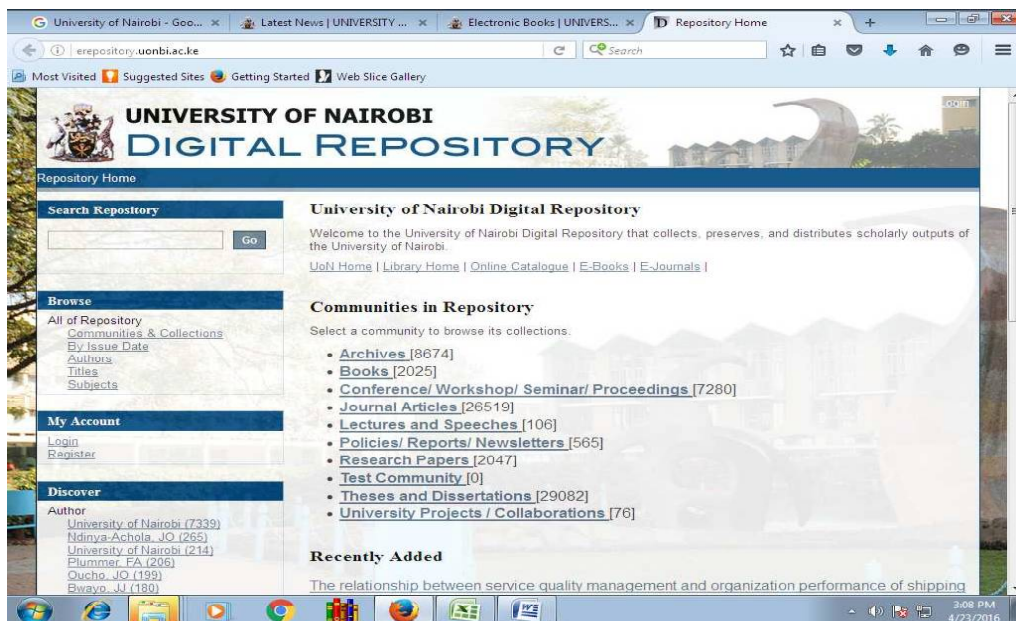 University of Nairobi - Goo...
Latest News | UNIVERSITY ...
Electronic Books | UNIVERS...
Repository Home
erepository.uonbi.ac.ke
Search
Most Visited
Suggested Sites
Getting Started
Web Slice Gallery
UNIVERSITY OF NAIROBI
DIGITAL REPOSITORY
Repository Home
Search Repository
Go
Browse
All of Repository
Communities & Collections
By Issue Date
Authors
Titles
Subjects
My Account
Login
Register
Discover
Author
University of Nairobi (7339)
Ndinya-Achola, JO (265)
University of Nairobi (214)
Plummer, FA (206)
Oucho, JO (199)
Bwayo, JJ (180)
University of Nairobi Digital Repository
Welcome to the University of Nairobi Digital Repository that collects, preserves, and distributes scholarly outputs of
the University of Nairobi.
UoN Home | Library Home | Online Catalogue | E-Books | E-Journals |
Communities in Repository
Select a community to browse its collections.
Archives [8674]
Books [2025]
Conference/ Workshop/ Seminar/ Proceedings [7280]
Journal Articles [26519]
Lectures and Speeches [106]
Policies/ Reports/ Newsletters [565]
Research Papers [2047]
Test Community [0]
Theses and Dissertations [29082]
University Projects / Collaborations [76]
Recently Added
The relationship between service quality management and organization performance of shipping
3:08 PM
4/23/2016